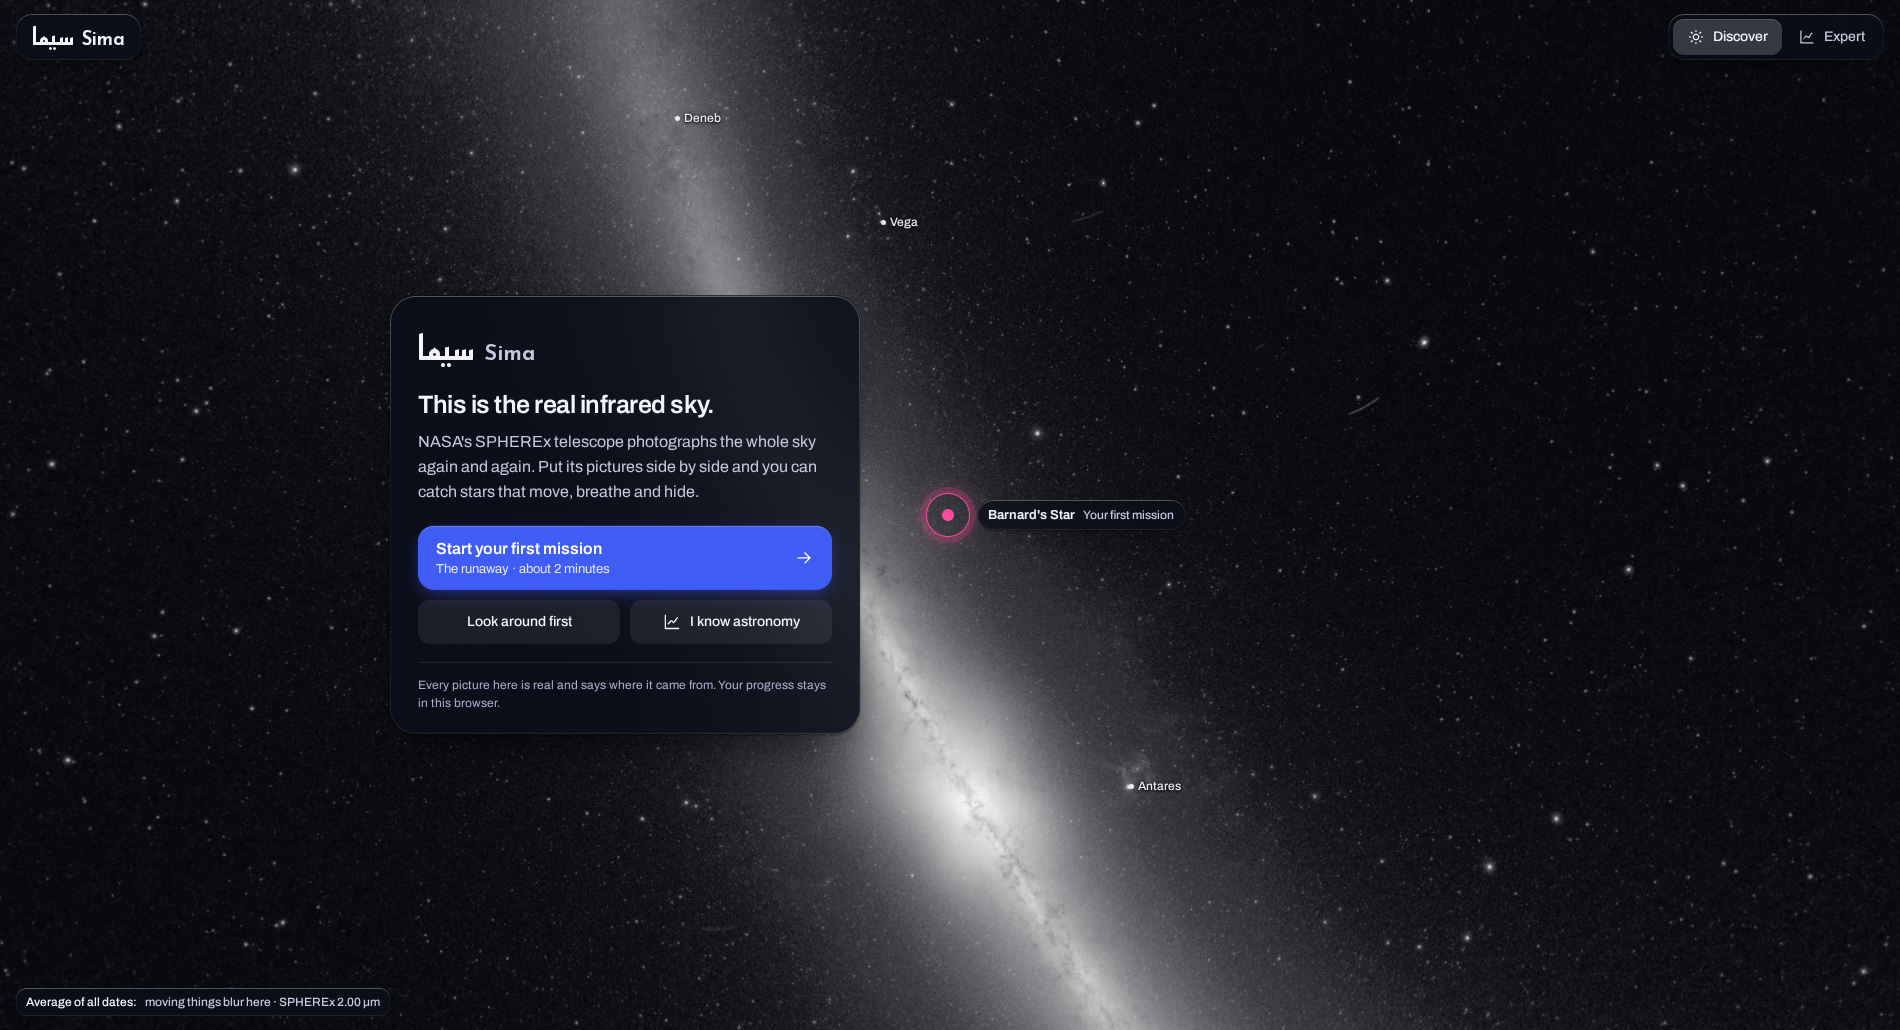 سيما Sima
Discover
Expert
Deneb
Vega
سيما Sima
This is the real infrared sky.
NASA's SPHEREx telescope photographs the whole sky
again and again. Put its pictures side by side and you can
catch stars that move, breathe and hide.
Start your first mission
The runaway · about 2 minutes
Look around first
I know astronomy
Every picture here is real and says where it came from. Your progress stays
in this browser.
Barnard's Star Your first mission
Antares
Average of all dates: moving things blur here · SPHEREx 2.00 µm